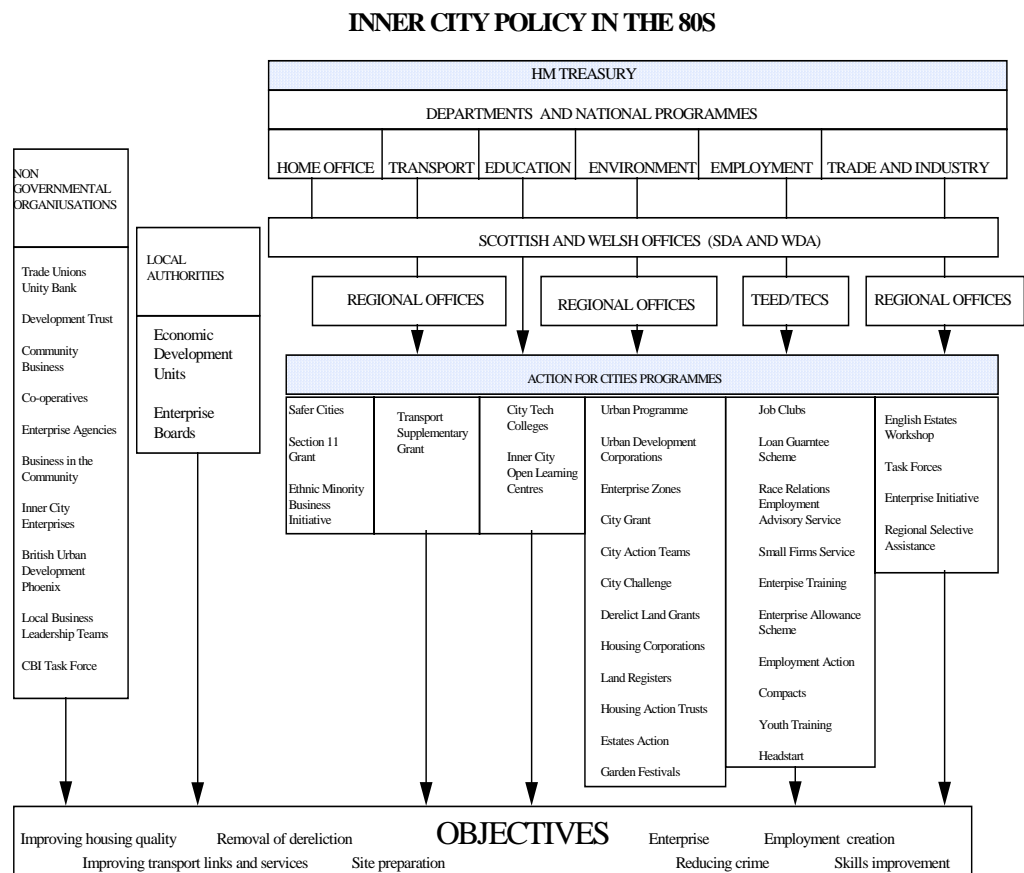 INNER CITY POLICY IN THE 80S
HM TREASURY
DEPARTMENTS AND NATIONAL PROGRAMMES
HOME OFFICE
TRANSPORT
EDUCATION
ENVIRONMENT
EMPLOYMENT
TRADE AND INDUSTRY
SCOTTISH AND WELSH OFFICES (SDA AND WDA)
REGIONAL OFFICES
REGIONAL OFFICES
TEED/TECS
REGIONAL OFFICES
ACTION FOR CITIES PROGRAMMES
NON
GOVERNMENTAL
ORGANIUSATIONS
Trade Unions
Unity Bank
Development Trust
Community
Business
Co-operatives
Enterprise Agencies
Business in the
Community
Inner City
Enterprises
British Urban
Development
Phoenix
Local Business
Leadership Teams
CBI Task Force
LOCAL
AUTHORITIES
Economic
Development
Units
Enterprise
Boards
Safer Cities
Section 11
Grant
Ethnic Minority
Business
Initiative
Transport
Supplementary
Grant
City Tech
Colleges
Inner City
Open Learning
Centres
Urban Programme
Urban Development
Corporations
Enterprise Zones
City Grant
City Action Teams
City Challenge
Derelict Land Grants
Housing Corporations
Land Registers
Housing Action Trusts
Estates Action
Garden Festivals
Job Clubs
Loan Guarntee
Scheme
Race Relations
Employment
Advisory Service
Small Firms Service
Enterpise Training
Enterprise Allowance
Scheme
Employment Action
Compacts
Youth Training
Headstart
English Estates
Workshop
Task Forces
Enterprise Initiative
Regional Selective
Assistance
OBJECTIVES
Improving housing quality
Removal of dereliction
Enterprise
Employment creation
Improving transport links and services
Site preparation
Reducing crime
Skills improvement